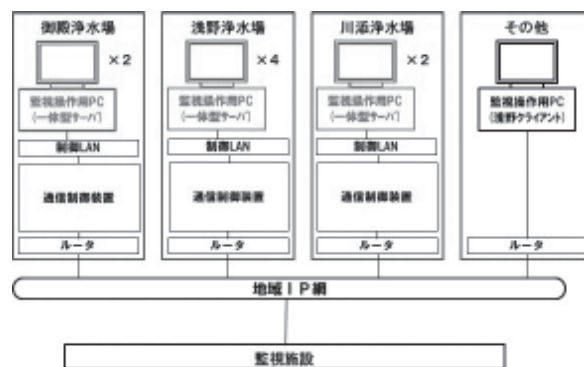 御殿浄水場
×2
監視操作用PC
(一体型サーバ)
制御LAN
通信制御装置
ルータ
浅野浄水場
×4
監視操作用PC
(一体型サーバ)
制御LAN
通信制御装置
ルータ
川添浄水場
×2
監視操作用PC
(一体型サーバ)
制御LAN
通信制御装置
ルータ
その他
監視操作用PC
(浅野クライアント)
ルータ
地域IP網
監視施設